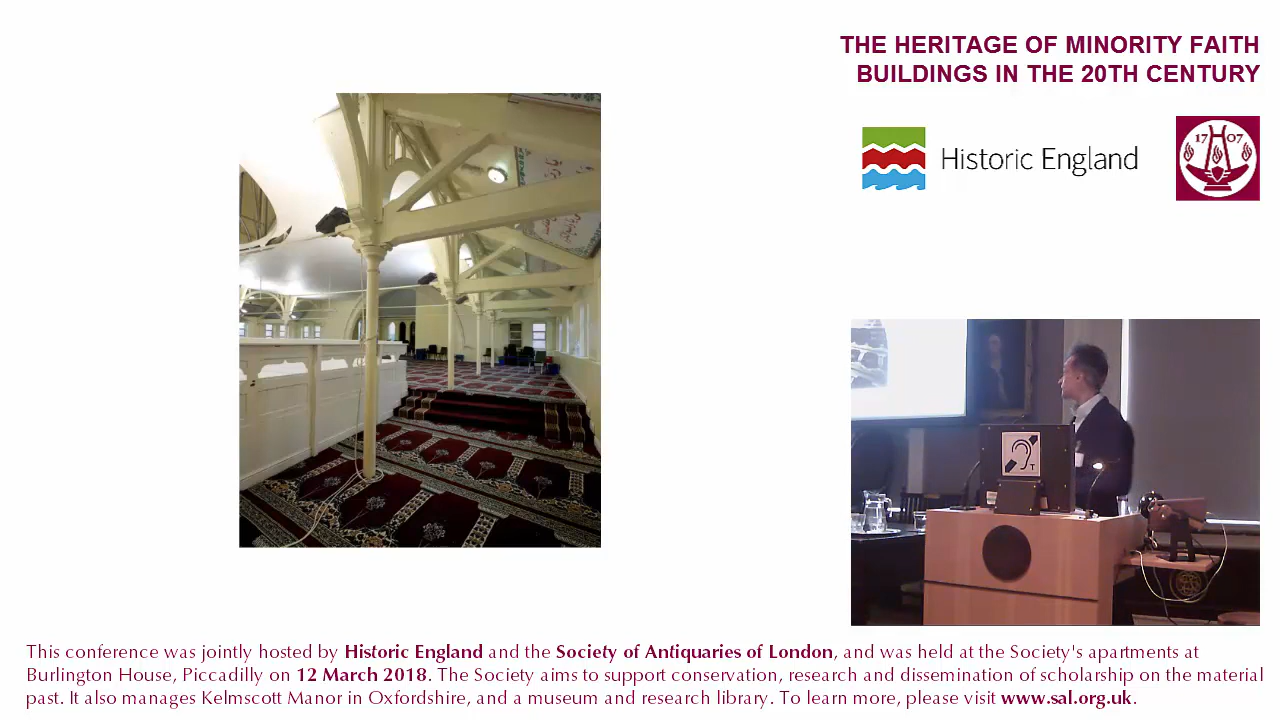 THE HERITAGE OF MINORITY FAITH
BUILDINGS IN THE 20TH CENTURY
Historic England
17 07
T
This conference was jointly hosted by Historic England and the Society of Antiquaries of London, and was held at the Society's apartments at
Burlington House, Piccadilly on 12 March 2018. The Society aims to support conservation, research and dissemination of scholarship on the material
past. It also manages Kelmscott Manor in Oxfordshire, and a museum and research library. To learn more, please visit www.sal.org.uk.